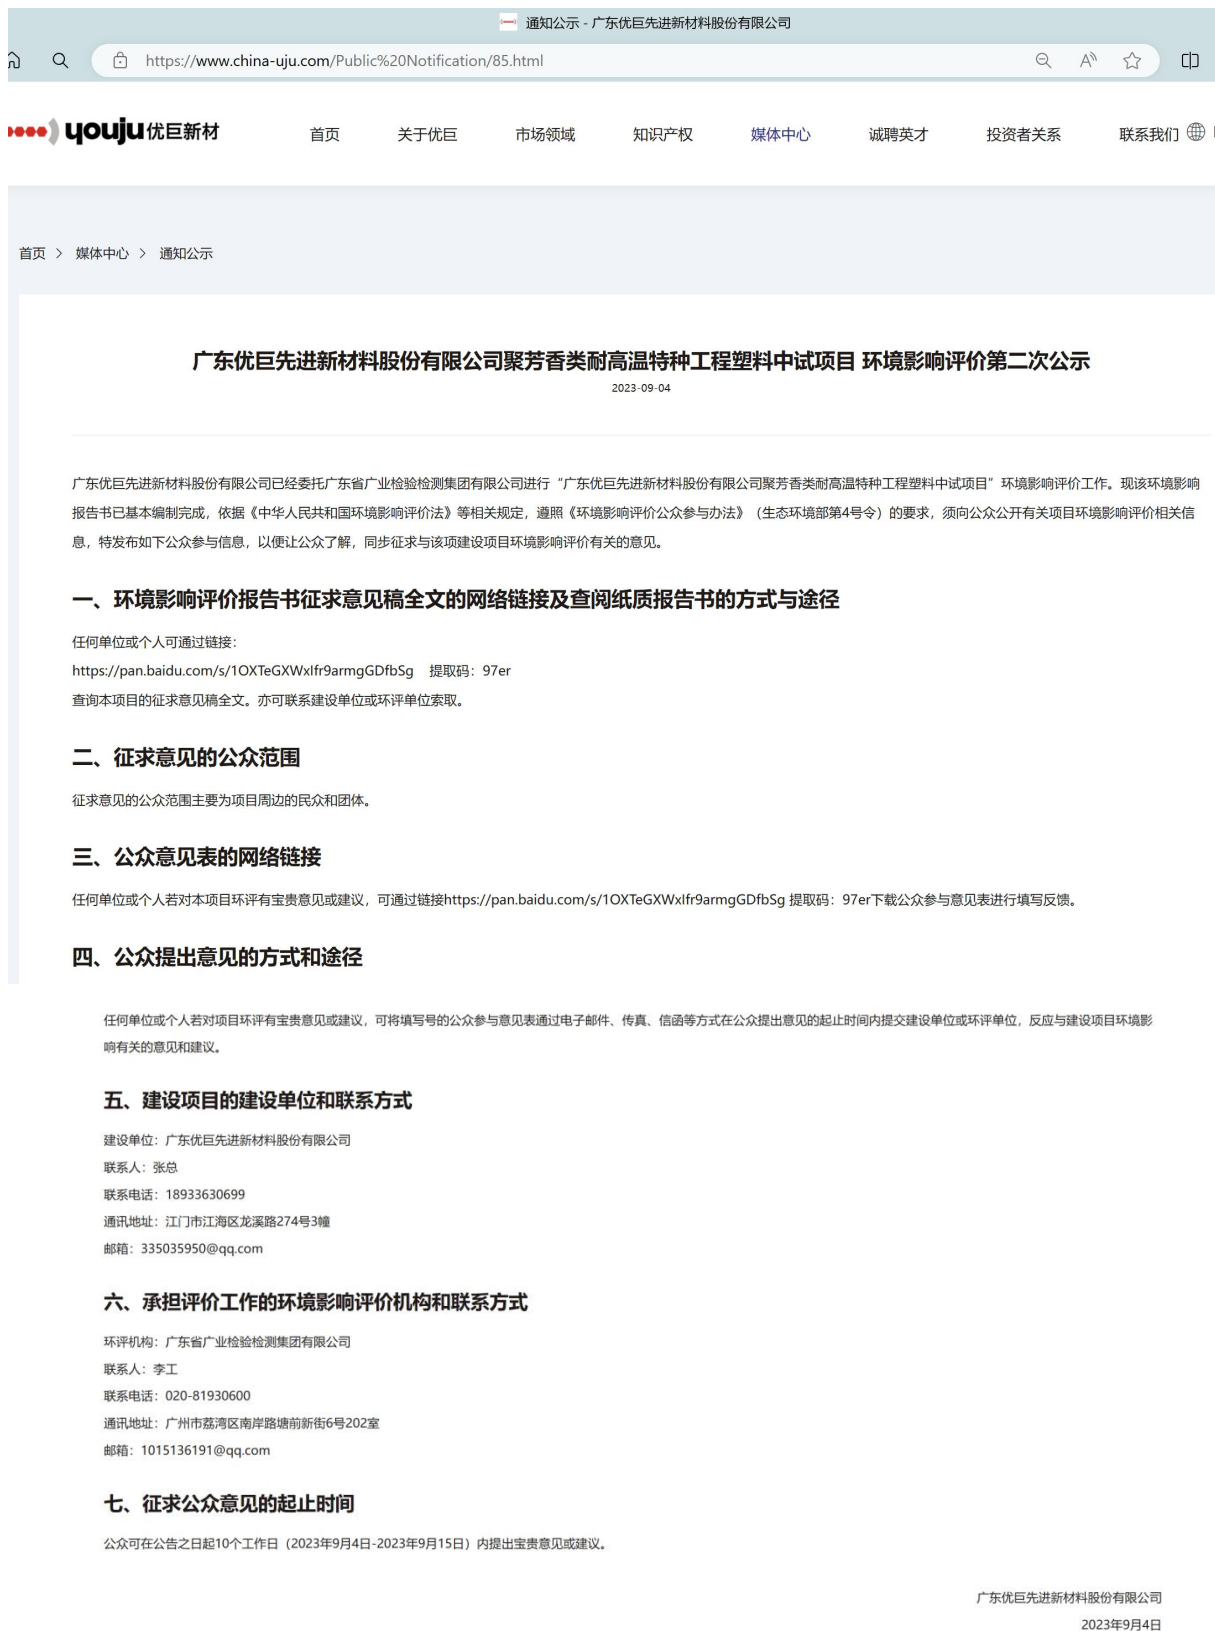 通知公示 - 广东优巨先进新材料股份有限公司
https://www.china-uju.com/Public%20Notification/85.html
youju优巨新材
首页 关于优巨 市场领域 知识产权 媒体中心 诚聘英才 投资者关系 联系我们
首页 > 媒体中心 > 通知公示
广东优巨先进新材料股份有限公司聚芳香类耐高温特种工程塑料中试项目 环境影响评价第二次公示
2023-09-04
广东优巨先进新材料股份有限公司已经委托广东省广业检验检测集团有限公司进行“广东优巨先进新材料股份有限公司聚芳香类耐高温特种工程塑料中试项目”环境影响评价工作。现该环境影响
报告书已基本编制完成，依据《中华人民共和国环境影响评价法》等相关规定，遵照《环境影响评价公众参与办法》（生态环境部第4号令）的要求，须向公众公开有关项目环境影响评价相关信
息，特发布如下公众参与信息，以便让公众了解，同步征求与该项建设项目环境影响评价有关的意见。
一、环境影响评价报告书征求意见稿全文的网络链接及查阅纸质报告书的方式与途径
任何单位或个人可通过链接：
https://pan.baidu.com/s/1OXTeGXWxlfr9armgGDfbSg 提取码：97er
查询本项目的征求意见稿全文。亦可联系建设单位或环评单位索取。
二、征求意见的公众范围
征求意见的公众范围主要为项目周边的民众和团体。
三、公众意见表的网络链接
任何单位或个人若对本项目环评有宝贵意见或建议，可通过链接https://pan.baidu.com/s/1OXTeGXWxlfr9armgGDfbSg 提取码：97er下载公众参与意见表进行填写反馈。
四、公众提出意见的方式和途径
任何单位或个人若对项目环评有宝贵意见或建议，可将填写号的公众参与意见表通过电子邮件、传真、信函等方式在公众提出意见的起止时间内提交建设单位或环评单位，反应与建设项目环境影
响有关的意见和建议。
五、建设项目的建设单位和联系方式
建设单位：广东优巨先进新材料股份有限公司
联系人：张总
联系电话：18933630699
通讯地址：江门市江海区龙溪路274号3幢
邮箱：335035950@qq.com
六、承担评价工作的环境影响评价机构和联系方式
环评机构：广东省广业检验检测集团有限公司
联系人：李工
联系电话：020-81930600
通讯地址：广州市荔湾区南岸路塘前新街6号202室
邮箱：1015136191@qq.com
七、征求公众意见的起止时间
公众可在公告之日起10个工作日（2023年9月4日-2023年9月15日）内提出宝贵意见或建议。
广东优巨先进新材料股份有限公司
2023年9月4日